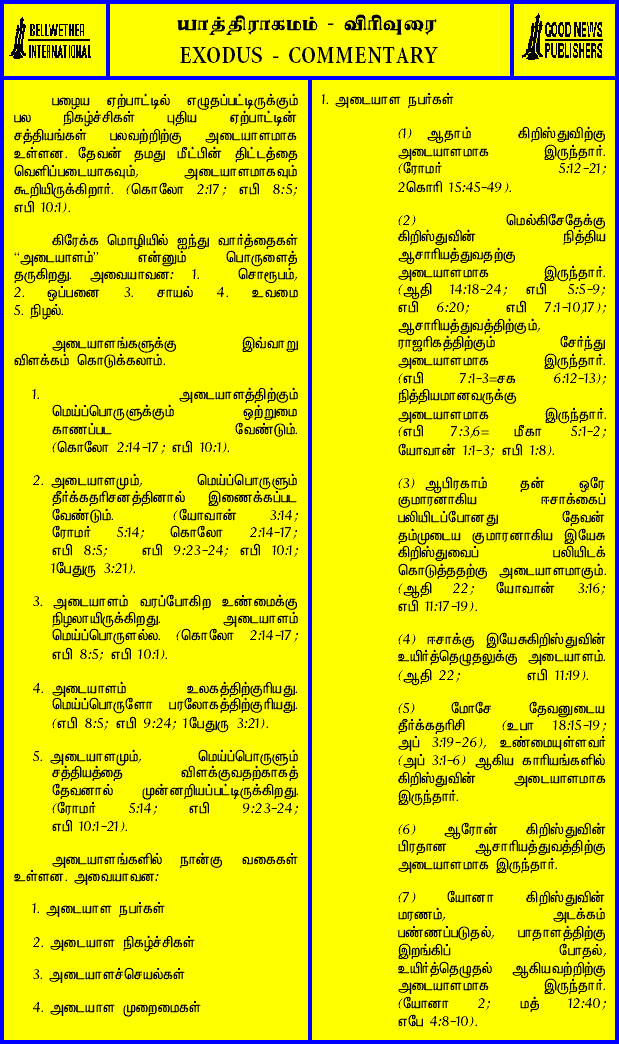 BELLWETHER
INTERNATIONAL
யாத்திராகமம் - விரிவுரை
EXODUS - COMMENTARY
GOOD NEWS
PUBLISHERS
பழைய ஏற்பாட்டில் எழுதப்பட்டிருக்கும்
பல நிகழ்ச்சிகள் புதிய ஏற்பாட்டின்
சத்தியங்கள் பலவற்றிற்கு அடையாளமாக
உள்ளன. தேவன் தமது மீட்பின் திட்டத்தை
வெளிப்படையாகவும், அடையாளமாகவும்
கூறியிருக்கிறார். (கொலோ 2:17; எபி 8:5;
எபி 10:1).
கிரேக்க மொழியில் ஐந்து வார்த்தைகள்
“அடையாளம்” என்னும் பொருளைத்
தருகிறது. அவையாவன: 1. சொரூபம்,
2. ஒப்பனை 3. சாயல் 4. உவமை
5. நிழல்.
அடையாளங்களுக்கு இவ்வாறு
விளக்கம் கொடுக்கலாம்.
1. அடையாளத்திற்கும்
மெய்ப்பொருளுக்கும் ஒற்றுமை
காணப்பட வேண்டும்.
(கொலோ 2:14-17; எபி 10:1).
2. அடையாளமும், மெய்ப்பொருளும்
தீர்க்கதரிசனத்தினால் இணைக்கப்பட
வேண்டும். (யோவான் 3:14;
ரோமர் 5:14; கொலோ 2:14-17;
எபி 8:5; எபி 9:23-24; எபி 10:1;
1பேதுரு 3:21).
3. அடையாளம் வரப்போகிற உண்மைக்கு
நிழலாயிருக்கிறது. அடையாளம்
மெய்ப்பொருளல்ல. (கொலோ 2:14-17;
எபி 8:5; எபி 10:1).
4. அடையாளம் உலகத்திற்குரியது.
மெய்ப்பொருளோ பரலோகத்திற்குரியது.
(எபி 8:5; எபி 9:24; 1பேதுரு 3:21).
5. அடையாளமும், மெய்ப்பொருளும்
சத்தியத்தை விளக்குவதற்காகத்
தேவனால் முன்னறியப்பட்டிருக்கிறது.
(ரோமர் 5:14; எபி 9:23-24;
எபி 10:1-21).
அடையாளங்களில் நான்கு வகைகள்
உள்ளன. அவையாவன:
1. அடையாள நபர்கள்
2. அடையாள நிகழ்ச்சிகள்
3. அடையாளச்செயல்கள்
4. அடையாள முறைமைகள்
1. அடையாள நபர்கள்
(1) ஆதாம் கிறிஸ்துவிற்கு
அடையாளமாக இருந்தார்.
(ரோமர் 5:12-21;
2கொரி 15:45-49).
(2) மெல்கிசேதேக்கு
கிறிஸ்துவின் நித்திய
ஆசாரியத்துவதற்கு
அடையாளமாக இருந்தார்.
(ஆதி 14:18-24; எபி 5:5-9;
எபி 6:20; எபி 7:1-10,17);
ஆசாரியத்துவத்திற்கும்,
ராஜரிகத்திற்கும் சேர்ந்து
அடையாளமாக இருந்தார்.
(எபி 7:1-3=சக 6:12-13);
நித்தியமானவருக்கு
அடையாளமாக இருந்தார்.
(எபி 7:3,6= மீகா 5:1-2;
யோவான் 1:1-3; எபி 1:8).
(3) ஆபிரகாம் தன் ஒரே
குமாரனாகிய ஈசாக்கைப்
பலியிடப்போனது தேவன்
தம்முடைய குமாரனாகிய இயேசு
கிறிஸ்துவைப் பலியிடக்
கொடுத்ததற்கு அடையாளமாகும்.
(ஆதி 22; யோவான் 3:16;
எபி 11:17-19).
(4) ஈசாக்கு இயேசுகிறிஸ்துவின்
உயிர்த்தெழுதலுக்கு அடையாளம்.
(ஆதி 22; எபி 11:19).
(5) மோசே தேவனுடைய
தீர்க்கதரிசி (உபா 18:15-19;
அப் 3:19-26), உண்மையுள்ளவர்
(அப் 3:1-6) ஆகிய காரியங்களில்
கிறிஸ்துவின் அடையாளமாக
இருந்தார்.
(6) ஆரோன் கிறிஸ்துவின்
பிரதான ஆசாரியத்துவத்திற்கு
அடையாளமாக இருந்தார்.
(7) யோனா கிறிஸ்துவின்
மரணம், அடக்கம்
பண்ணப்படுதல், பாதாளத்திற்கு
இறங்கிப் போதல்,
உயிர்த்தெழுதல் ஆகியவற்றிற்கு
அடையாளமாக இருந்தார்.
(யோனா 2; மத் 12:40;
எபே 4:8-10).